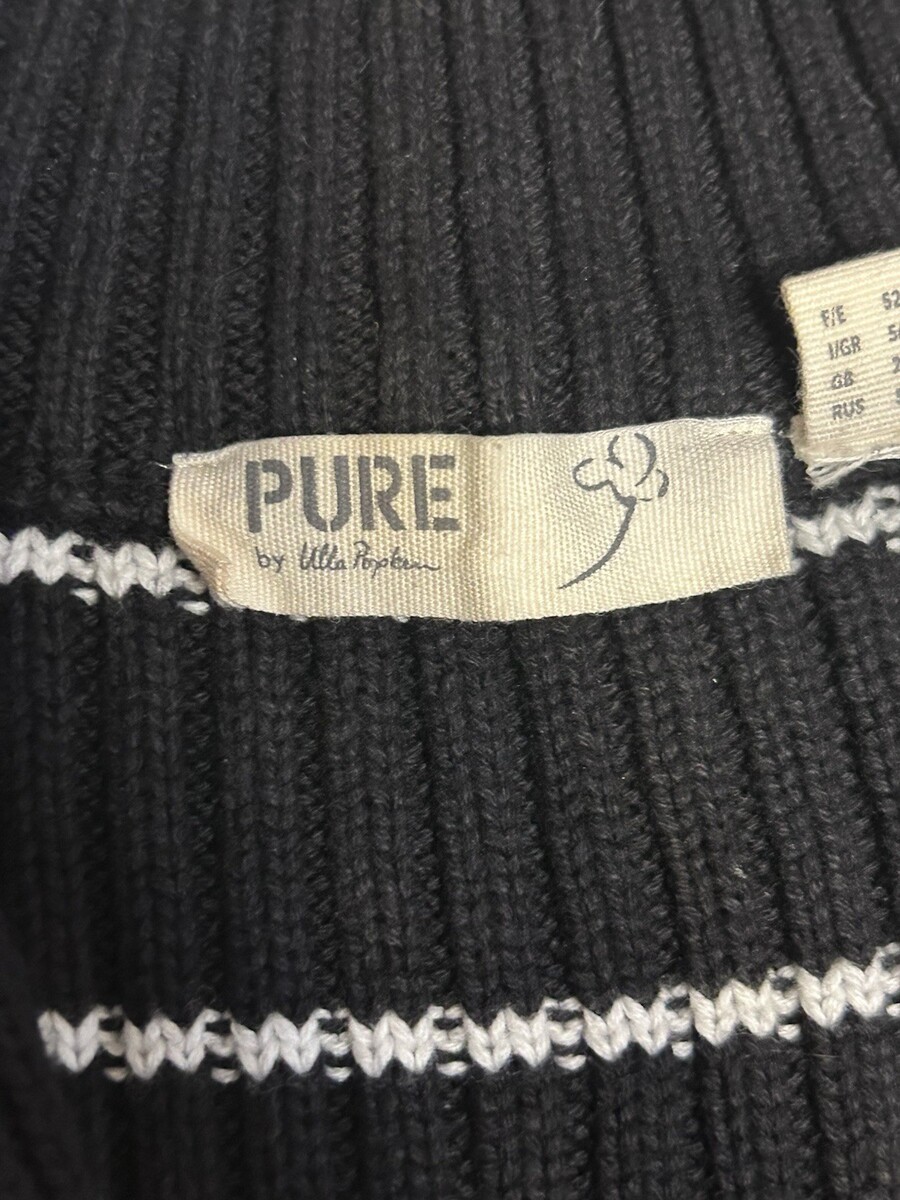 PURE
by Ulla Popken
F/E 52
I/GR
GB
RUS